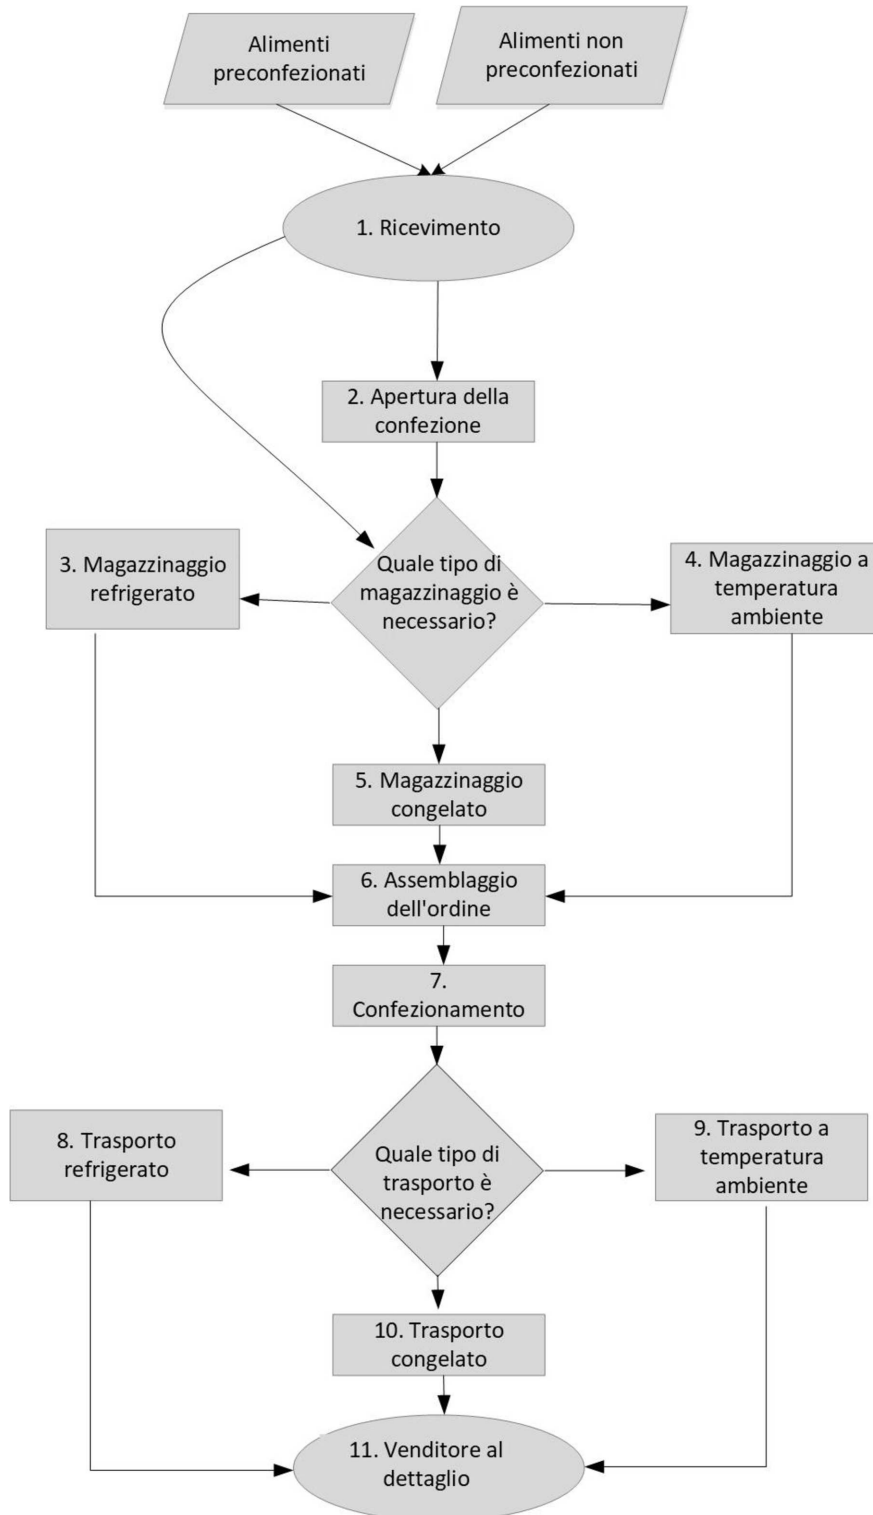 Alimenti
preconfezionati
Alimenti non
preconfezionati
1. Ricevimento
2. Apertura della
confezione
Quale tipo di
magazzinaggio è
necessario?
3. Magazzinaggio
refrigerato
4. Magazzinaggio a
temperatura
ambiente
5. Magazzinaggio
congelato
6. Assemblaggio
dell'ordine
7.
Confezionamento
Quale tipo di
trasporto è
necessario?
8. Trasporto
refrigerato
9. Trasporto a
temperatura
ambiente
10. Trasporto
congelato
11. Venditore al
dettaglio